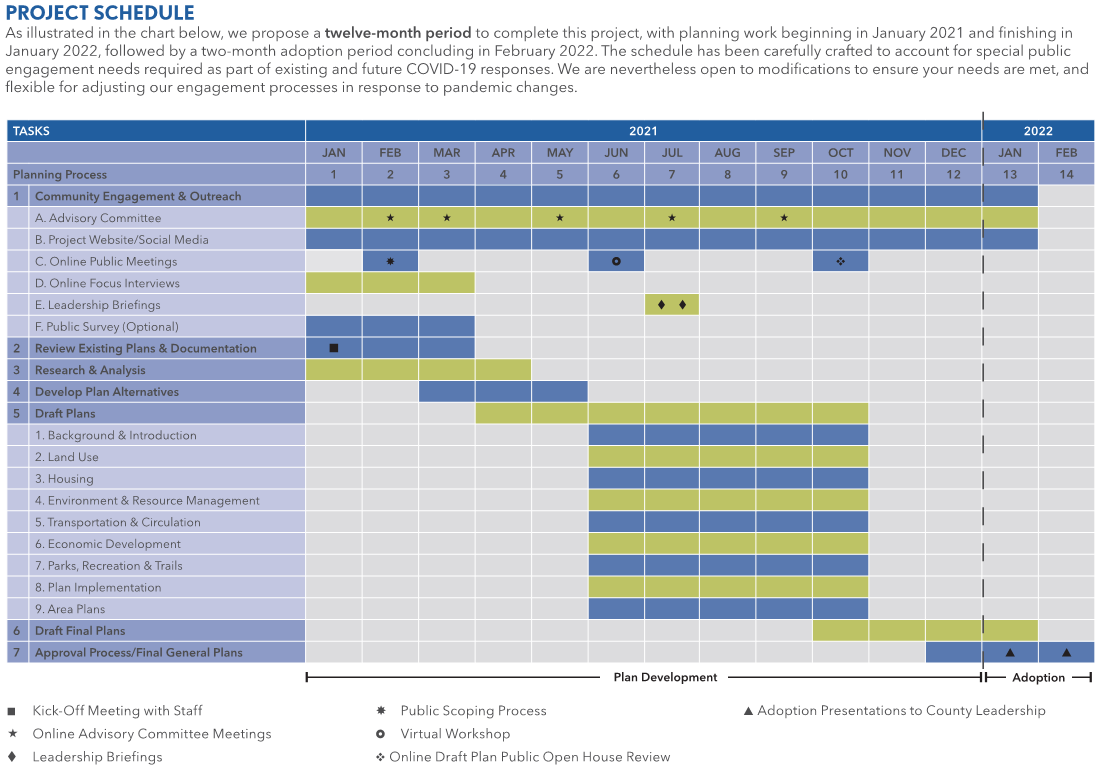 PROJECT SCHEDULE
As illustrated in the chart below, we propose a twelve-month period to complete this project, with planning work beginning in January 2021 and finishing in
January 2022, followed by a two-month adoption period concluding in February 2022. The schedule has been carefully crafted to account for special public
engagement needs required as part of existing and future COVID-19 responses. We are nevertheless open to modifications to ensure your needs are met, and
flexible for adjusting our engagement processes in response to pandemic changes.
TASKS 2021 2022
JAN FEB MAR APR MAY JUN JUL AUG SEP OCT NOV DEC JAN FEB
Planning Process 1 2 3 4 5 6 7 8 9 10 11 12 13 14
1 Community Engagement & Outreach
A. Advisory Committee
B. Project Website/Social Media
C. Online Public Meetings
D. Online Focus Interviews
E. Leadership Briefings
F. Public Survey (Optional)
2 Review Existing Plans & Documentation
3 Research & Analysis
4 Develop Plan Alternatives
5 Draft Plans
1. Background & Introduction
2. Land Use
3. Housing
4. Environment & Resource Management
5. Transportation & Circulation
6. Economic Development
7. Parks, Recreation & Trails
8. Plan Implementation
9. Area Plans
6 Draft Final Plans
7 Approval Process/Final General Plans
Plan Development Adoption
Kick-Off Meeting with Staff Public Scoping Process Adoption Presentations to County Leadership
Online Advisory Committee Meetings Virtual Workshop
Leadership Briefings Online Draft Plan Public Open House Review